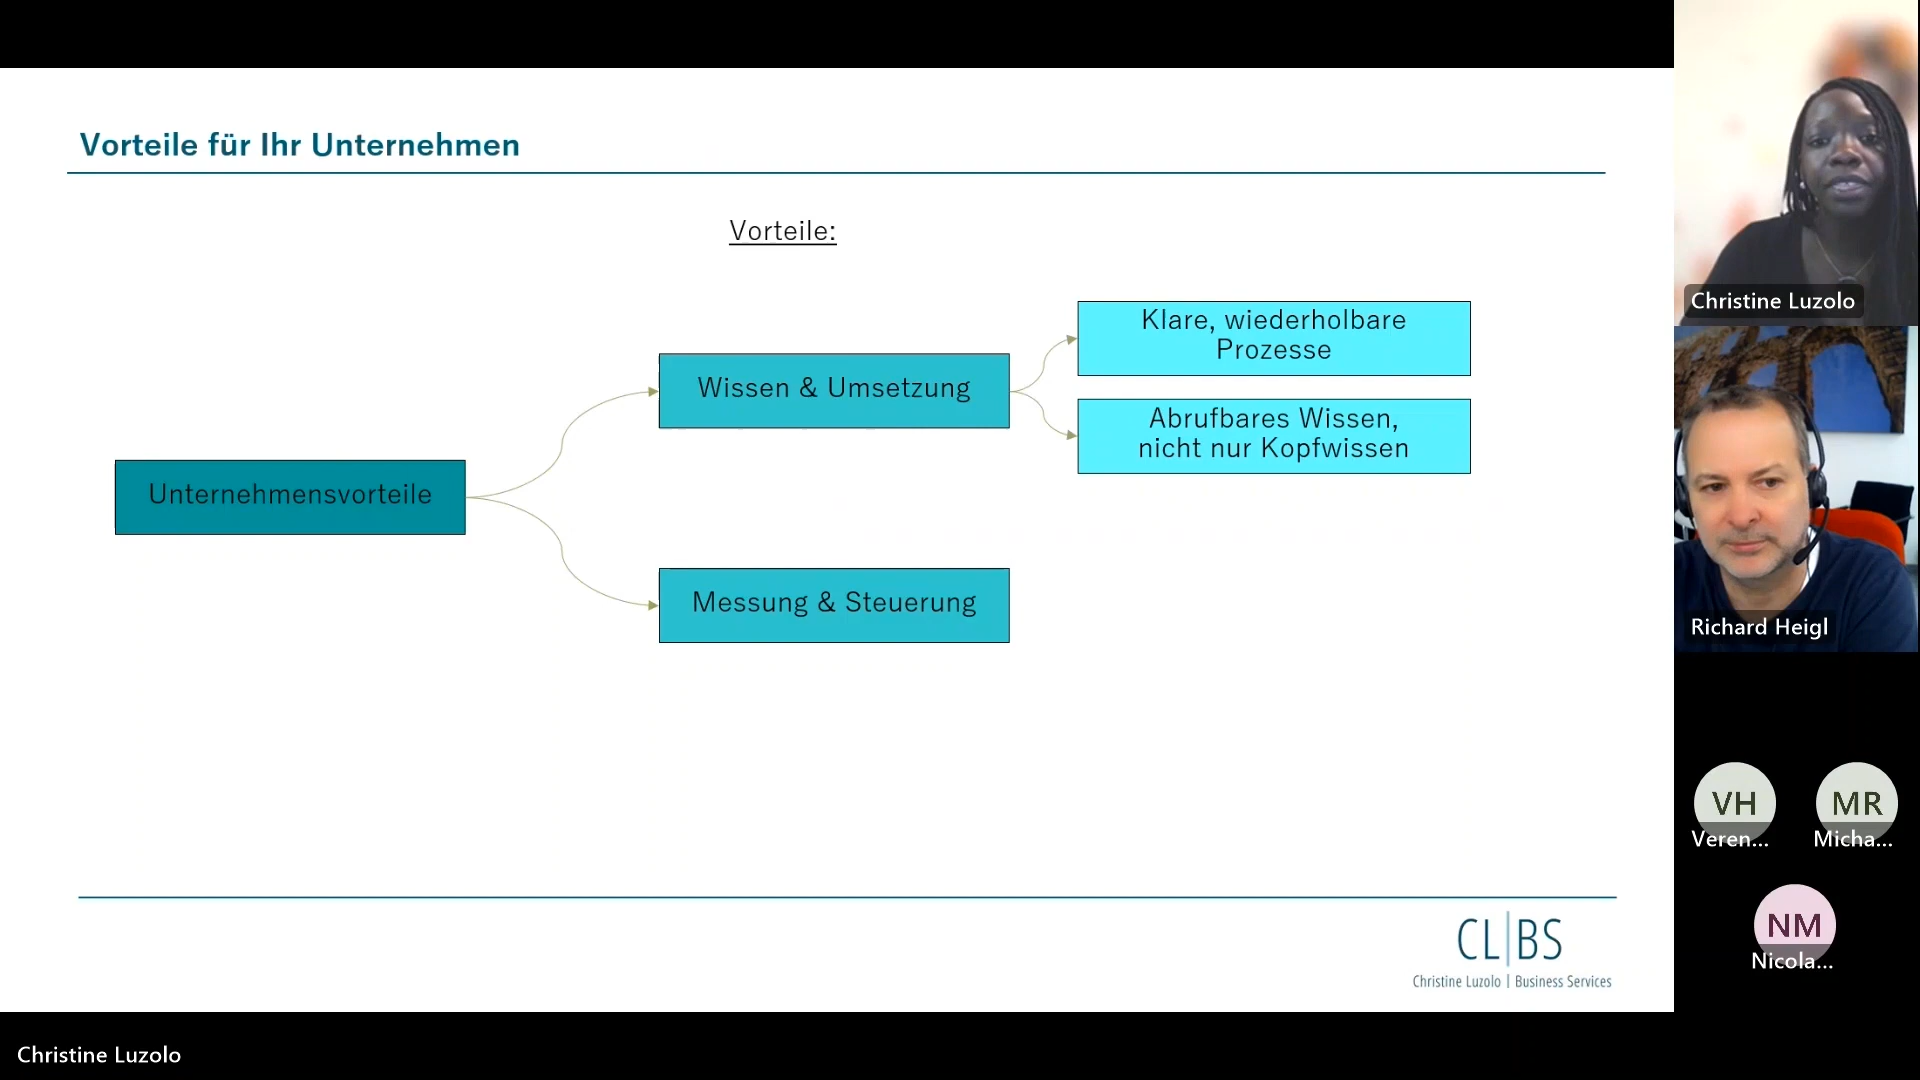 Vorteile für Ihr Unternehmen
Vorteile:
Unternehmensvorteile
Wissen & Umsetzung
Klare, wiederholbare
Prozesse
Abrufbares Wissen,
nicht nur Kopfwissen
Messung & Steuerung
CL|BS
Christine Luzolo | Business Services
Christine Luzolo
Christine Luzolo
Richard Heigl
VH
Veren...
MR
Micha...
NM
Nicola...